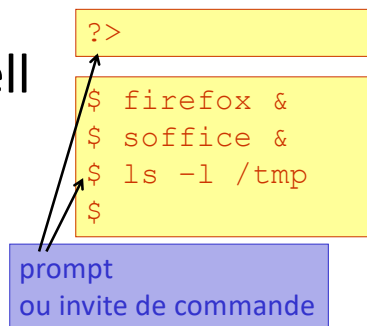 ?>
ell
$ firefox &
$ soffice &
$ ls –l /tmp
$
prompt
ou invite de commande